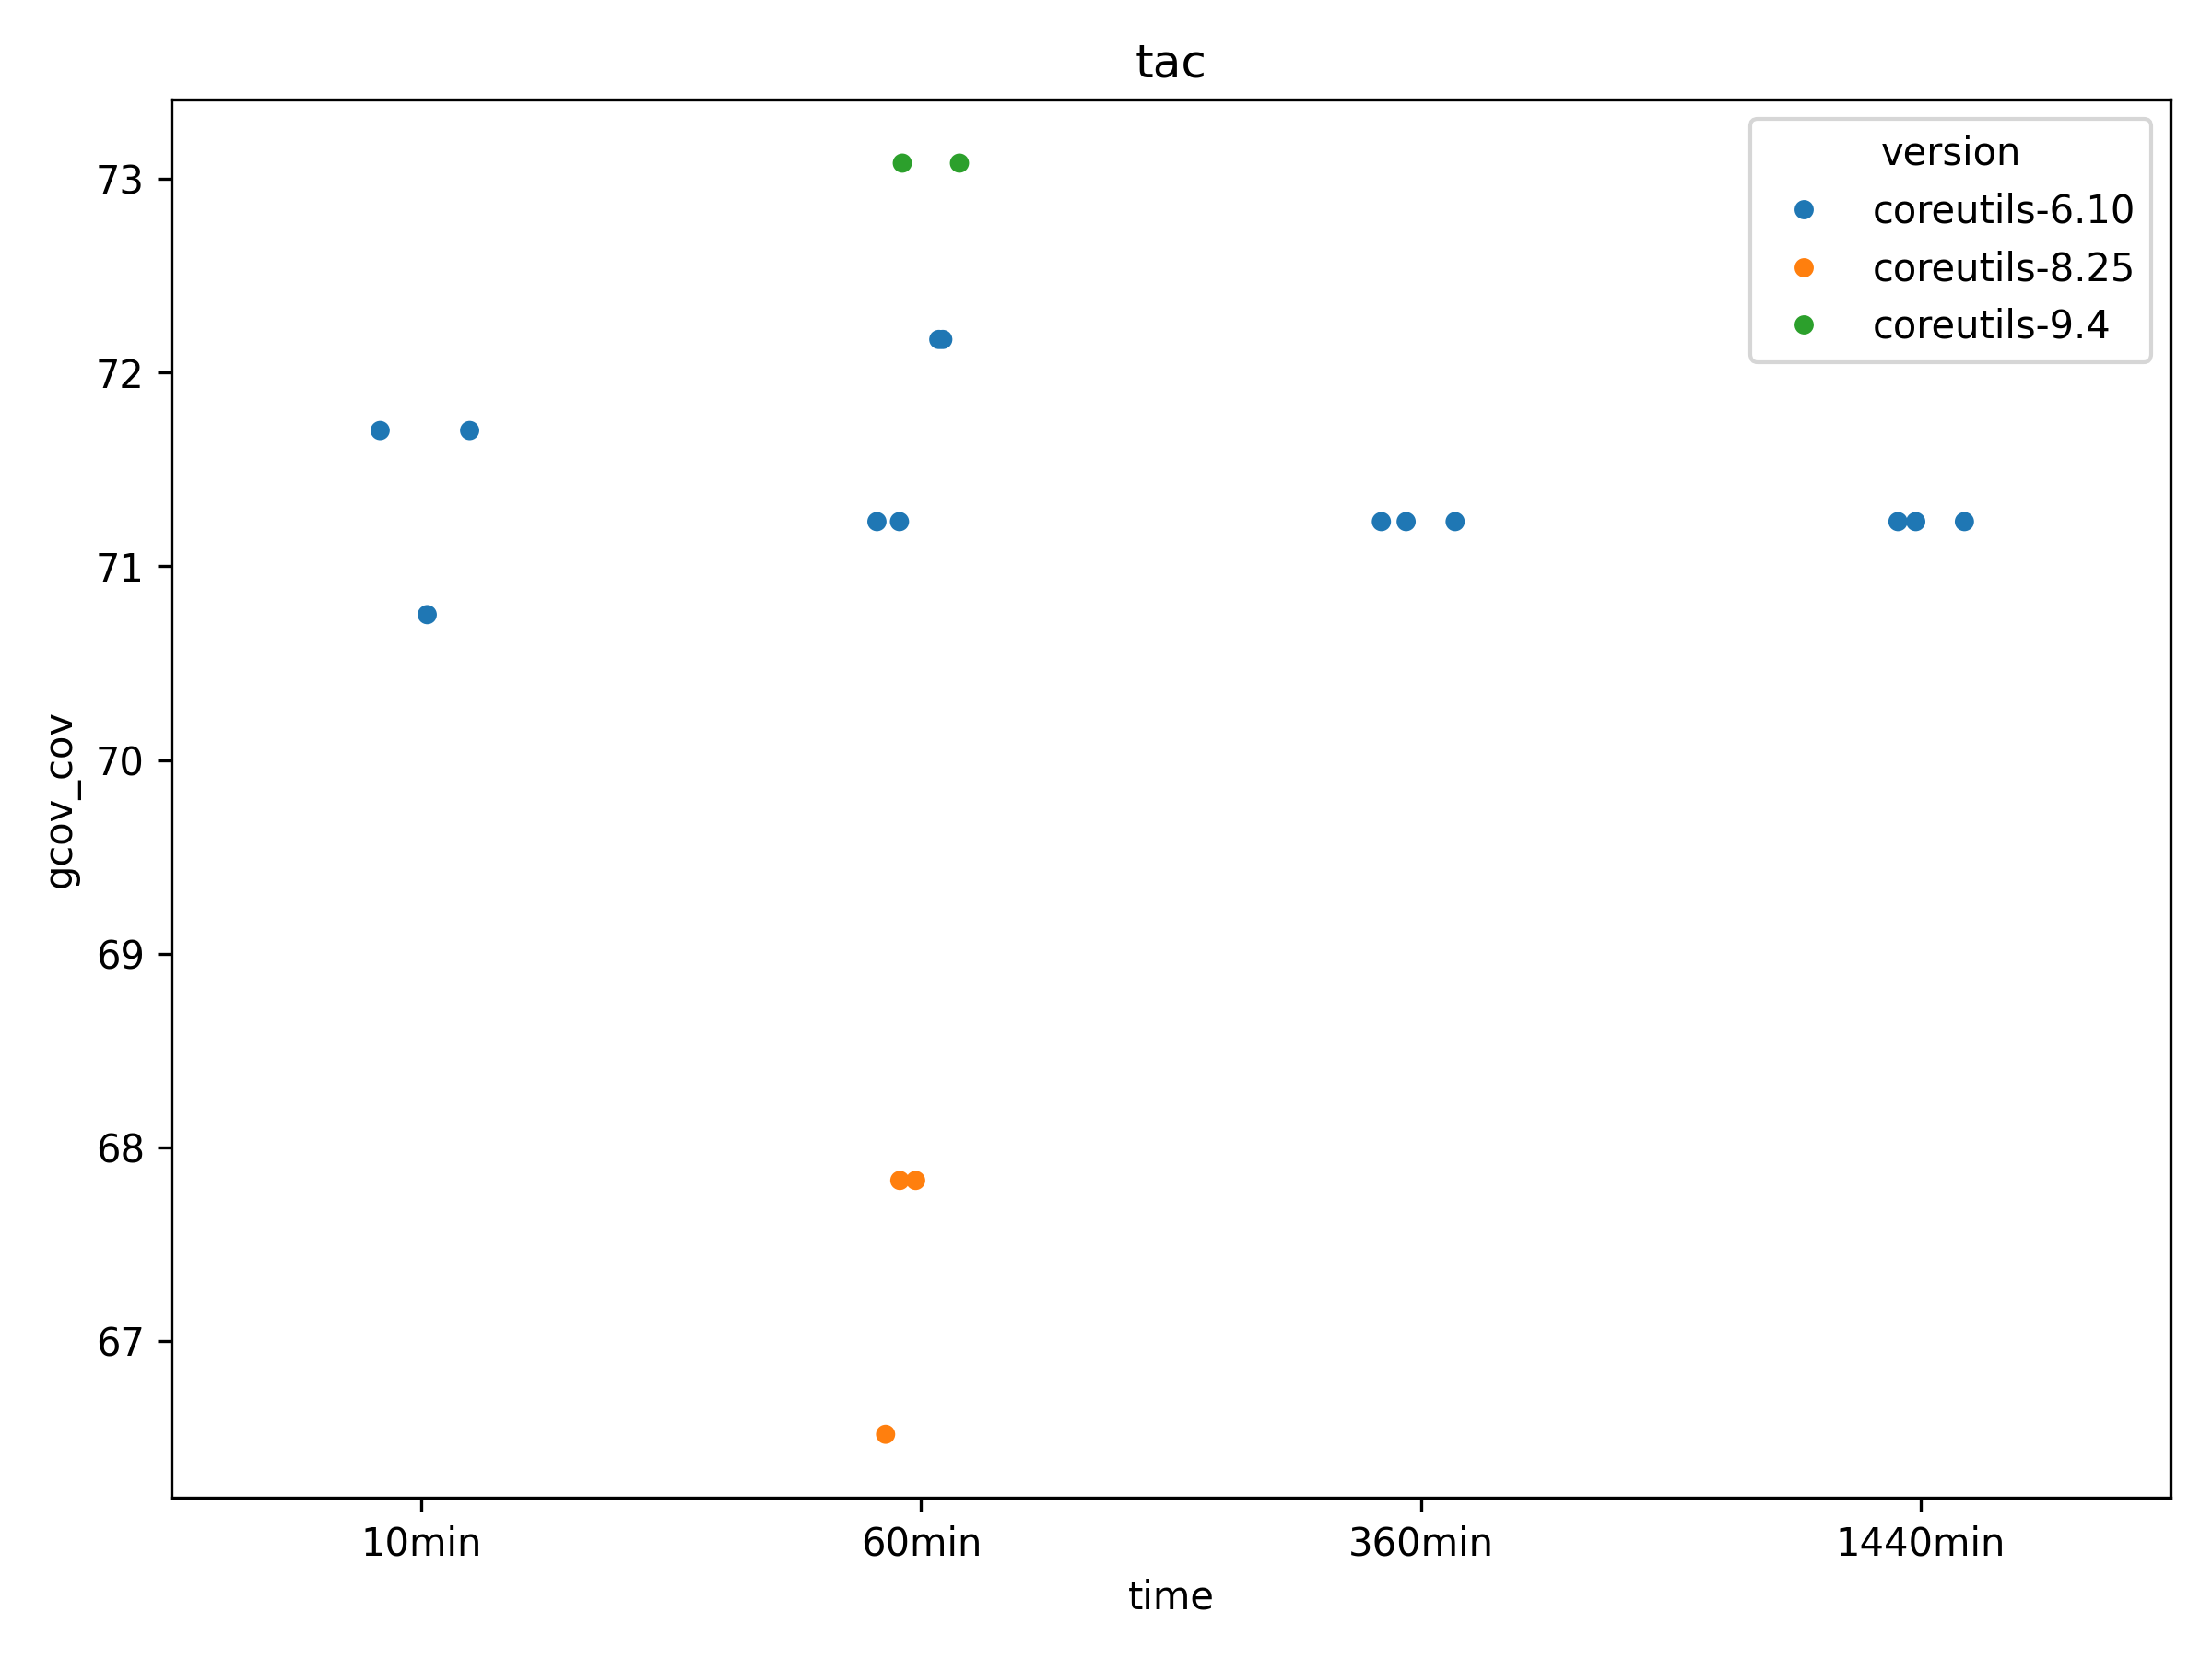 tac
version
coreutils-6.10
coreutils-8.25
coreutils-9.4
gcov_cov
73
72
71
70
69
68
67
10min
60min
360min
1440min
time